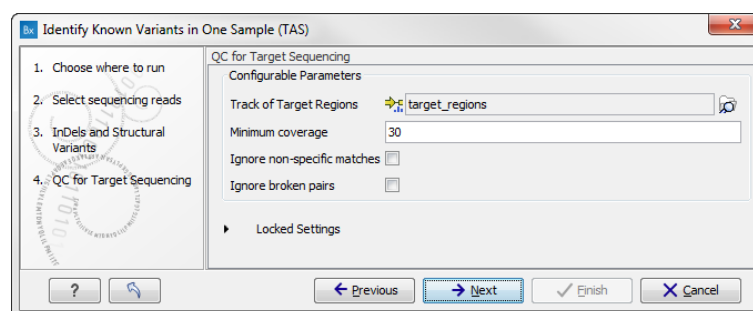 Bx Identify Known Variants in One Sample (TAS)
X
1. Choose where to run
2. Select sequencing reads
3. InDels and Structural
Variants
4. QC for Target Sequencing
QC for Target Sequencing
Configurable Parameters
Track of Target Regions target_regions
Minimum coverage 30
Ignore non-specific matches
Ignore broken pairs
Locked Settings
? Previous Next Finish Cancel